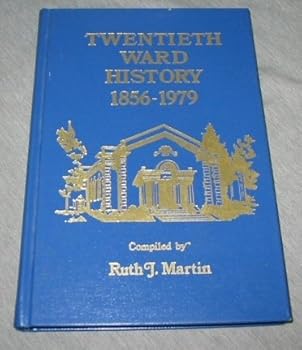 TWENTIETH
WARD
HISTORY
1856-1979
Compiled by
Ruth J. Martin